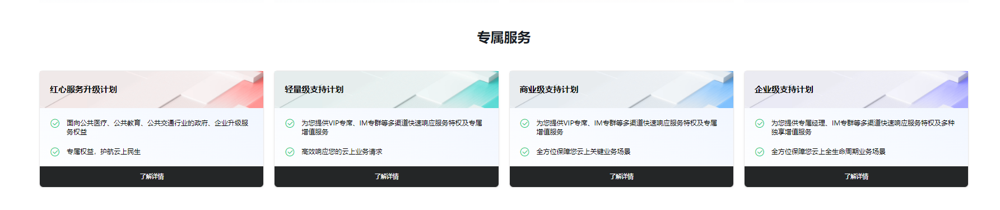 专属服务
红心服务升级计划
面向公共医疗、公共教育、公共交通行业的政府、企业升级服
务权益
专属权益，护航云上民生
了解详情
轻量级支持计划
为您提供VIP专席、IM专群等多渠道快速响应服务特权及专属
增值服务
高效响应您的云上业务请求
了解详情
商业级支持计划
为您提供VIP专席、IM专群等多渠道快速响应服务特权及专属
增值服务
全方位保障您云上关键业务场景
了解详情
企业级支持计划
为您提供专属经理、IM专群等多渠道快速响应服务特权及多种
独享增值服务
全方位保障您云上全生命周期业务场景
了解详情